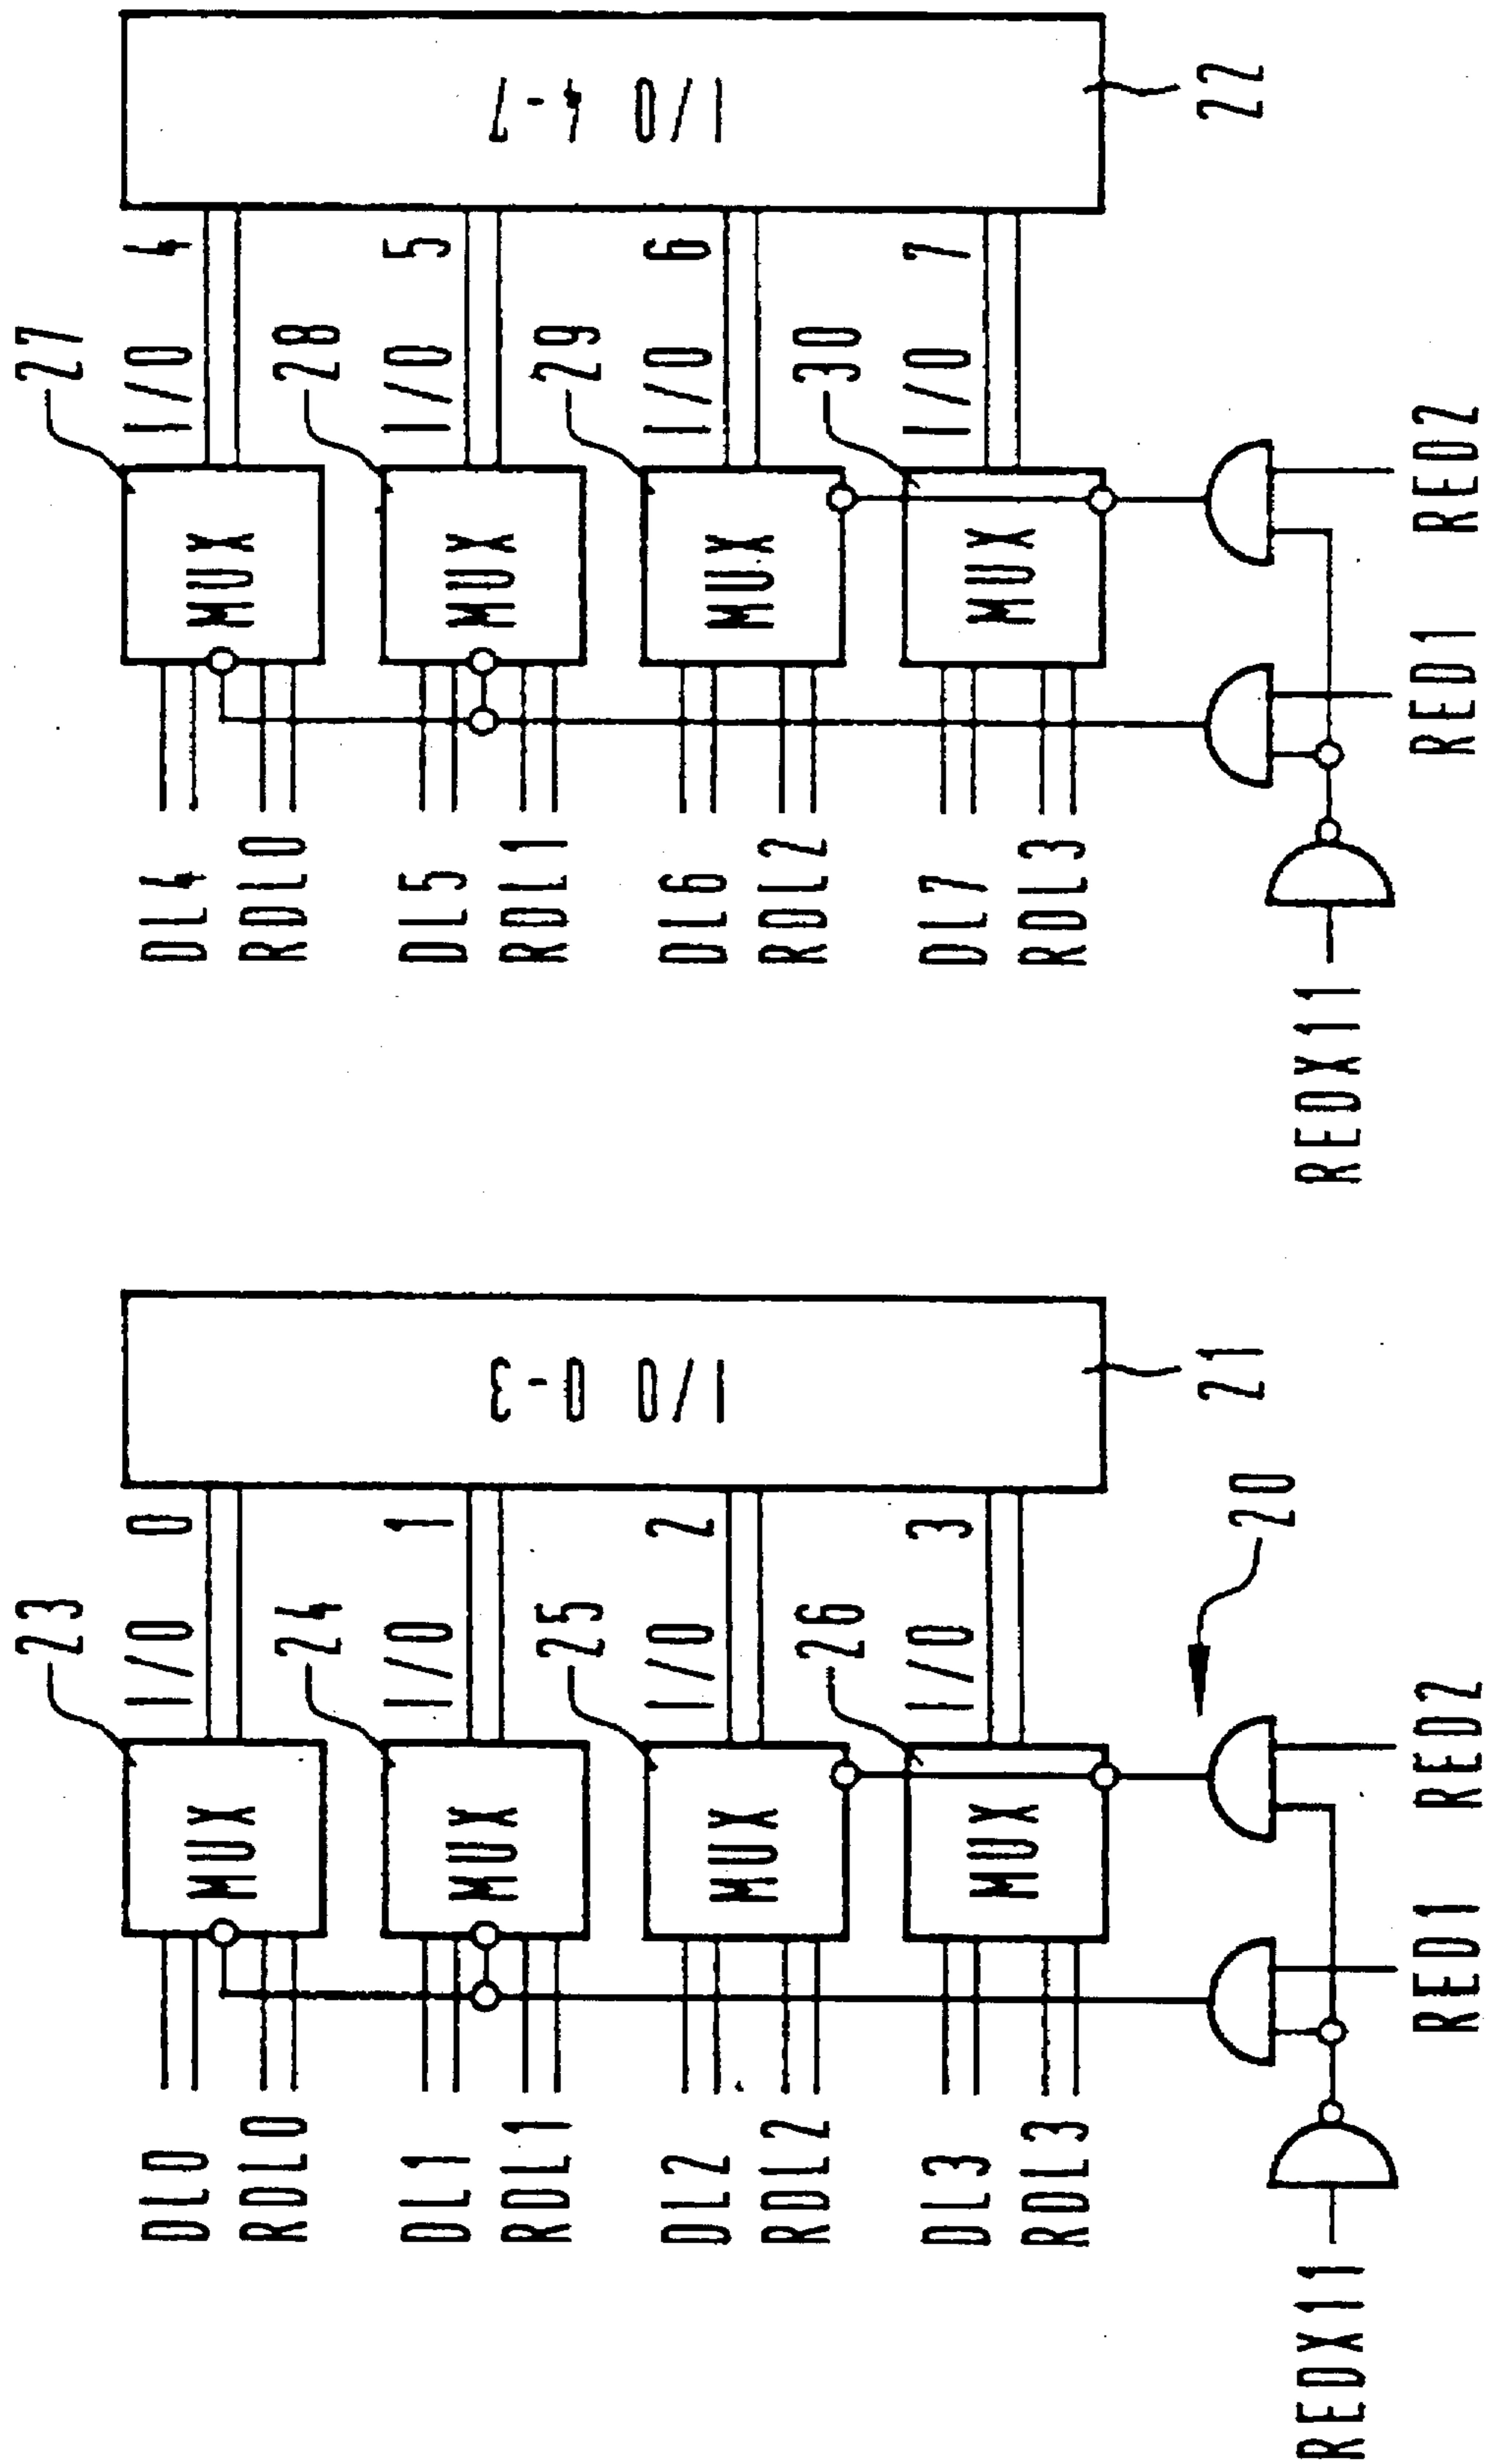 23
DL0
I/O 0
MUX
RDL0
24
DL1
I/O 1
MUX
RDL1
25
DL2
I/O 2
MUX
RDL2
26
DL3
I/O 3
MUX
RDL3
I/O 0-3
21
20
REDX11
RED1
RED2
27
DL4
I/O 4
MUX
RDL0
28
DL5
I/O 5
MUX
RDL1
29
DL6
I/O 6
MUX
RDL2
30
DL7
I/O 7
MUX
RDL3
I/O 4-7
22
REDX11
RED1
RED2